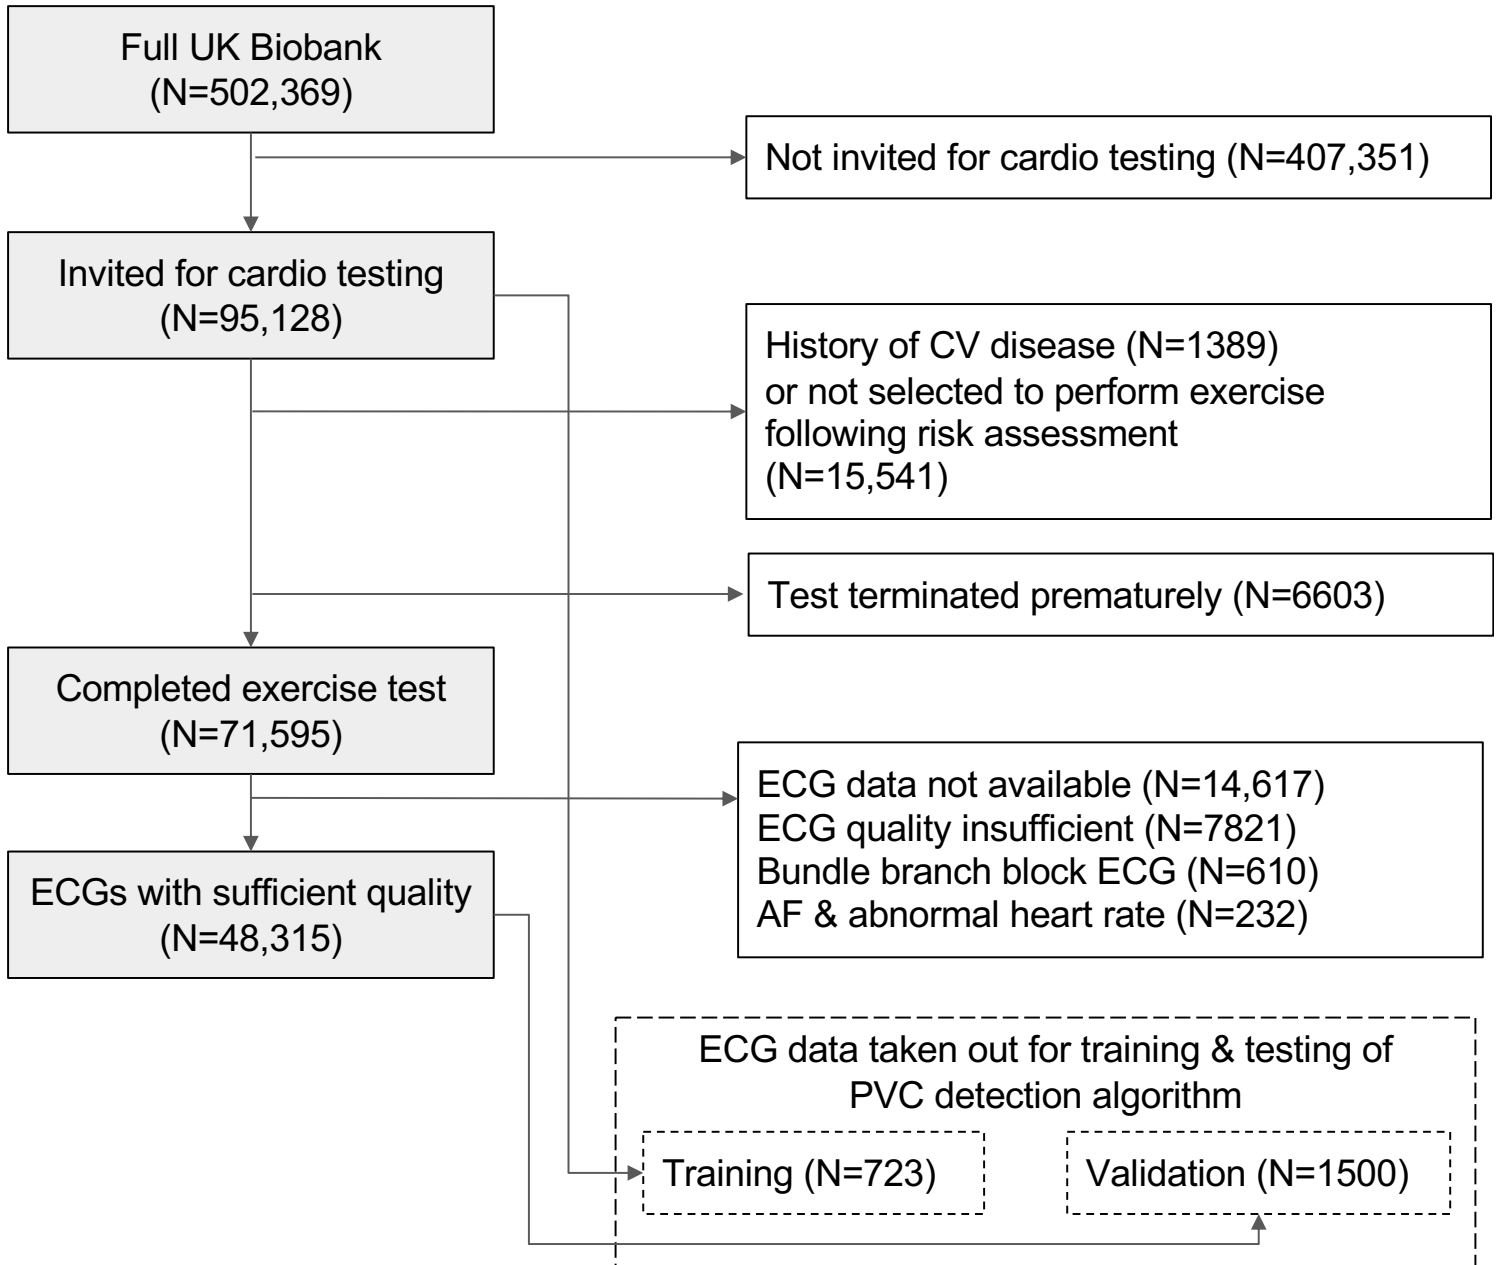 Full UK Biobank
(N=502,369)
Not invited for cardio testing (N=407,351)
Invited for cardio testing
(N=95,128)
History of CV disease (N=1389)
or not selected to perform exercise
following risk assessment
(N=15,541)
Test terminated prematurely (N=6603)
Completed exercise test
(N=71,595)
ECG data not available (N=14,617)
ECG quality insufficient (N=7821)
Bundle branch block ECG (N=610)
AF & abnormal heart rate (N=232)
ECGs with sufficient quality
(N=48,315)
ECG data taken out for training & testing of
PVC detection algorithm
Training (N=723)
Validation (N=1500)